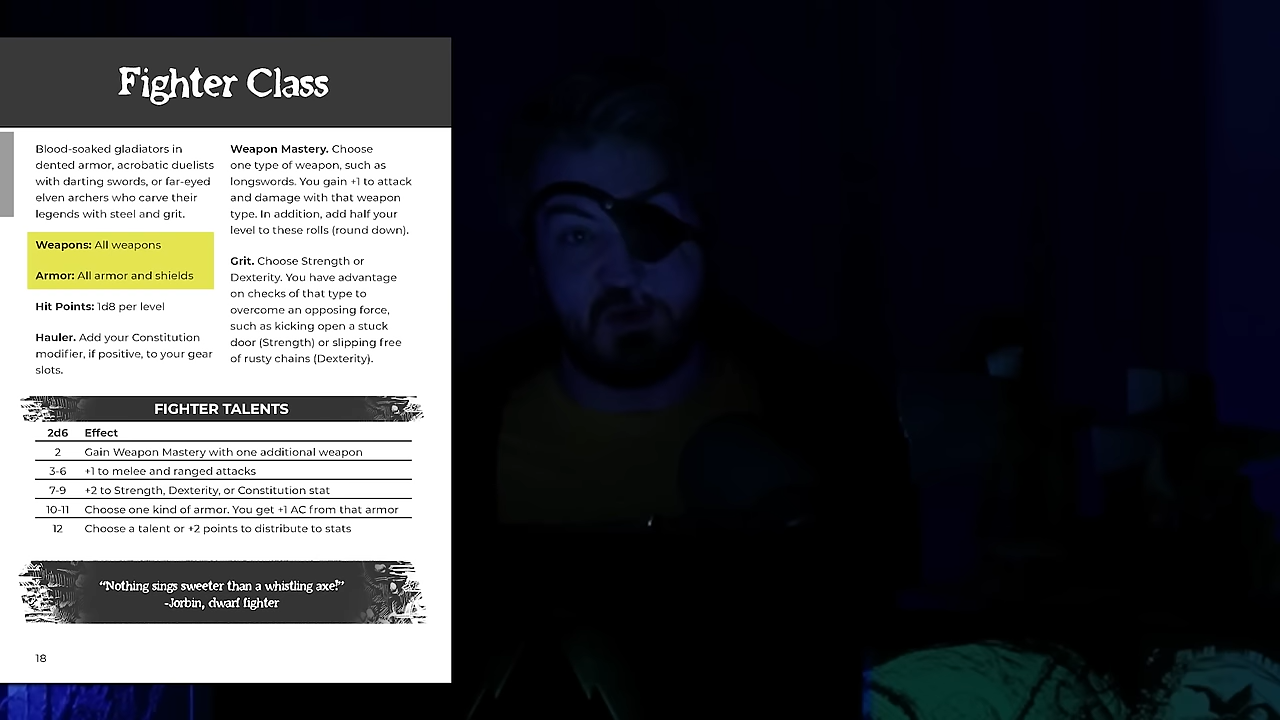 Fighter Class
Blood-soaked gladiators in
dented armor, acrobatic duelists
with darting swords, or far-eyed
elven archers who carve their
legends with steel and grit.
Weapons: All weapons
Armor: All armor and shields
Hit Points: 1d8 per level
Hauler. Add your Constitution
modifier, if positive, to your gear
slots.
Weapon Mastery. Choose
one type of weapon, such as
longswords. You gain +1 to attack
and damage with that weapon
type. In addition, add half your
level to these rolls (round down).
Grit. Choose Strength or
Dexterity. You have advantage
on checks of that type to
overcome an opposing force,
such as kicking open a stuck
door (Strength) or slipping free
of rusty chains (Dexterity).
FIGHTER TALENTS
2d6 Effect
2 Gain Weapon Mastery with one additional weapon
3-6 +1 to melee and ranged attacks
7-9 +2 to Strength, Dexterity, or Constitution stat
10-11 Choose one kind of armor. You get +1 AC from that armor
12 Choose a talent or +2 points to distribute to stats
“Nothing sings sweeter than a whistling axe!”
-Jorbin, dwarf fighter
18